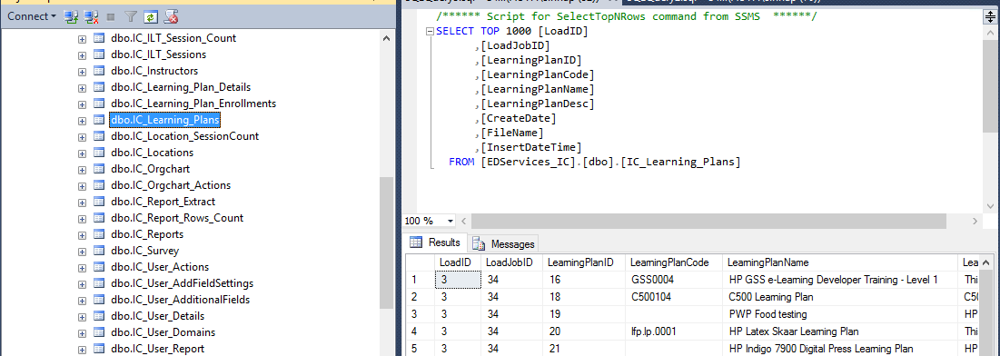 Connect
dbo.IC_ILT_Session_Count
dbo.IC_ILT_Sessions
dbo.IC_Instructors
dbo.IC_Learning_Plan_Details
dbo.IC_Learning_Plan_Enrollments
dbo.IC_Learning_Plans
dbo.IC_Location_SessionCount
dbo.IC_Locations
dbo.IC_Orgchart
dbo.IC_Orgchart_Actions
dbo.IC_Report_Extract
dbo.IC_Report_Rows_Count
dbo.IC_Reports
dbo.IC_Survey
dbo.IC_User_Actions
dbo.IC_User_AddFieldSettings
dbo.IC_User_AdditionalFields
dbo.IC_User_Details
dbo.IC_User_Domains
dbo.IC_User_Report
/****** Script for SelectTopNRows command from SSMS  ******/
SELECT TOP 1000 [LoadID]
,[LoadJobID]
,[LearningPlanID]
,[LearningPlanCode]
,[LearningPlanName]
,[LearningPlanDesc]
,[CreateDate]
,[FileName]
,[InsertDateTime]
FROM [EDServices_IC].[dbo].[IC_Learning_Plans]
100 %
Results Messages
LoadID LoadJobID LearningPlanID LearningPlanCode LearningPlanName Lea
1 3 34 16 GSS0004 HP GSS e-Learning Developer Training - Level 1 Thi
2 3 34 18 C500104 C500 Learning Plan C50
3 3 34 19 PWP Food testing HP
4 3 34 20 lfp.lp.0001 HP Latex Skaar Learning Plan Thi
5 3 34 21 HP Indigo 7900 Digital Press Learning Plan HP